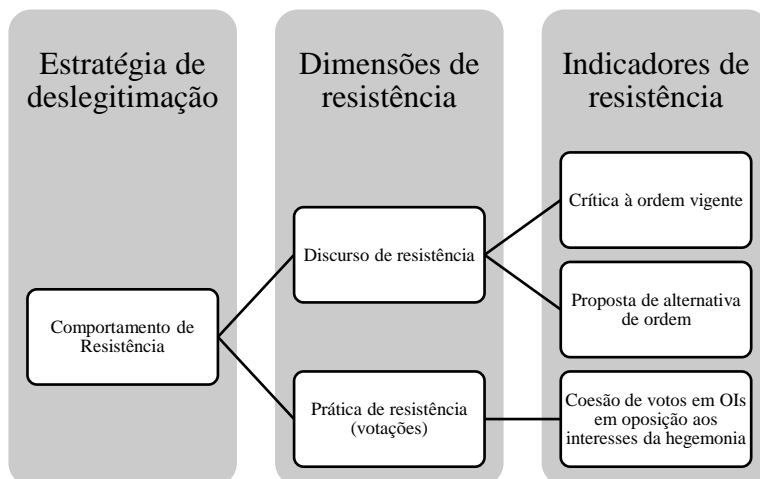 Estratégia de
deslegitimação
Dimensões de
resistência
Indicadores de
resistência
Comportamento de
Resistência
Discurso de resistência
Prática de resistência
(votações)
Crítica à ordem vigente
Proposta de alternativa
de ordem
Coesão de votos em OIs
em oposição aos
interesses da hegemonia